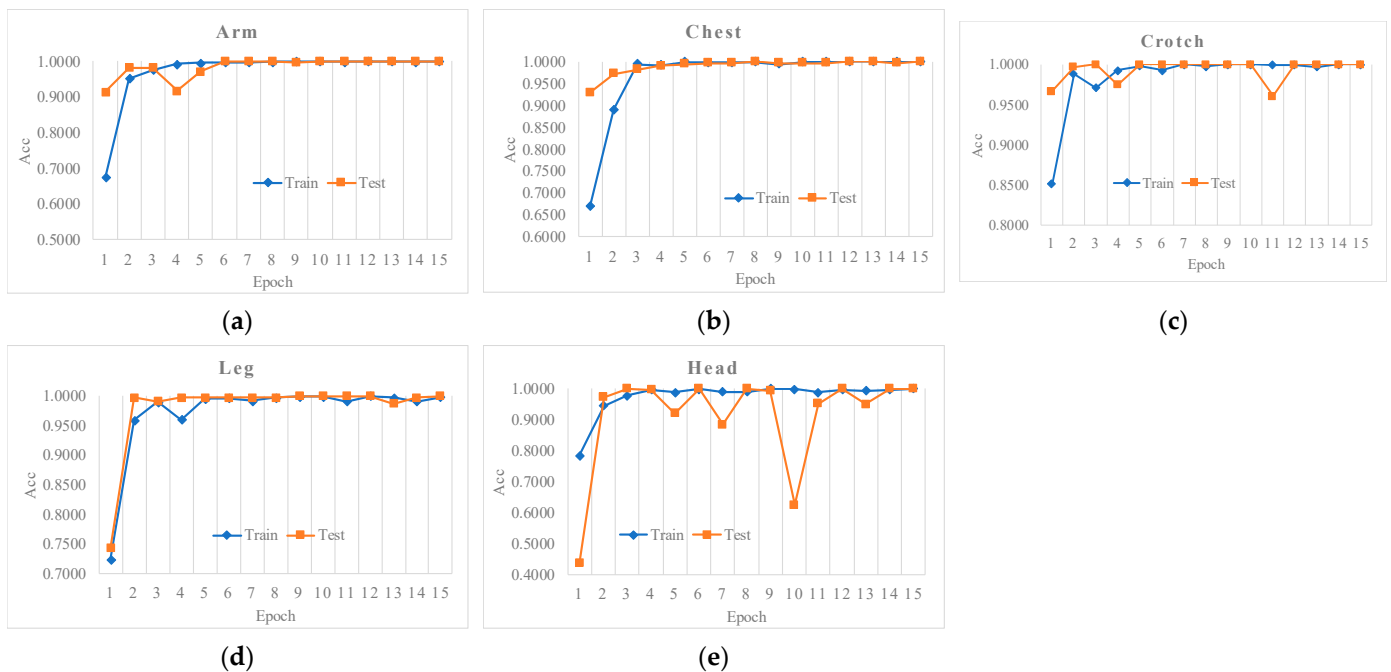 Arm
1.0000
0.9000
0.8000
0.7000
0.6000
0.5000
Acc
Train Test
1 2 3 4 5 6 7 8 9 10 11 12 13 14 15
Epoch
(a)
Chest
1.0000
0.9500
0.9000
0.8500
0.8000
0.7500
0.7000
0.6500
0.6000
Acc
Train Test
1 2 3 4 5 6 7 8 9 10 11 12 13 14 15
Epoch
(b)
Crotch
1.0000
0.9500
0.9000
0.8500
0.8000
Acc
Train Test
1 2 3 4 5 6 7 8 9 10 11 12 13 14 15
Epoch
(c)
Leg
1.0000
0.9500
0.9000
0.8500
0.8000
0.7500
0.7000
Acc
Train Test
1 2 3 4 5 6 7 8 9 10 11 12 13 14 15
Epoch
(d)
Head
1.0000
0.9000
0.8000
0.7000
0.6000
0.5000
0.4000
Acc
Train Test
1 2 3 4 5 6 7 8 9 10 11 12 13 14 15
Epoch
(e)